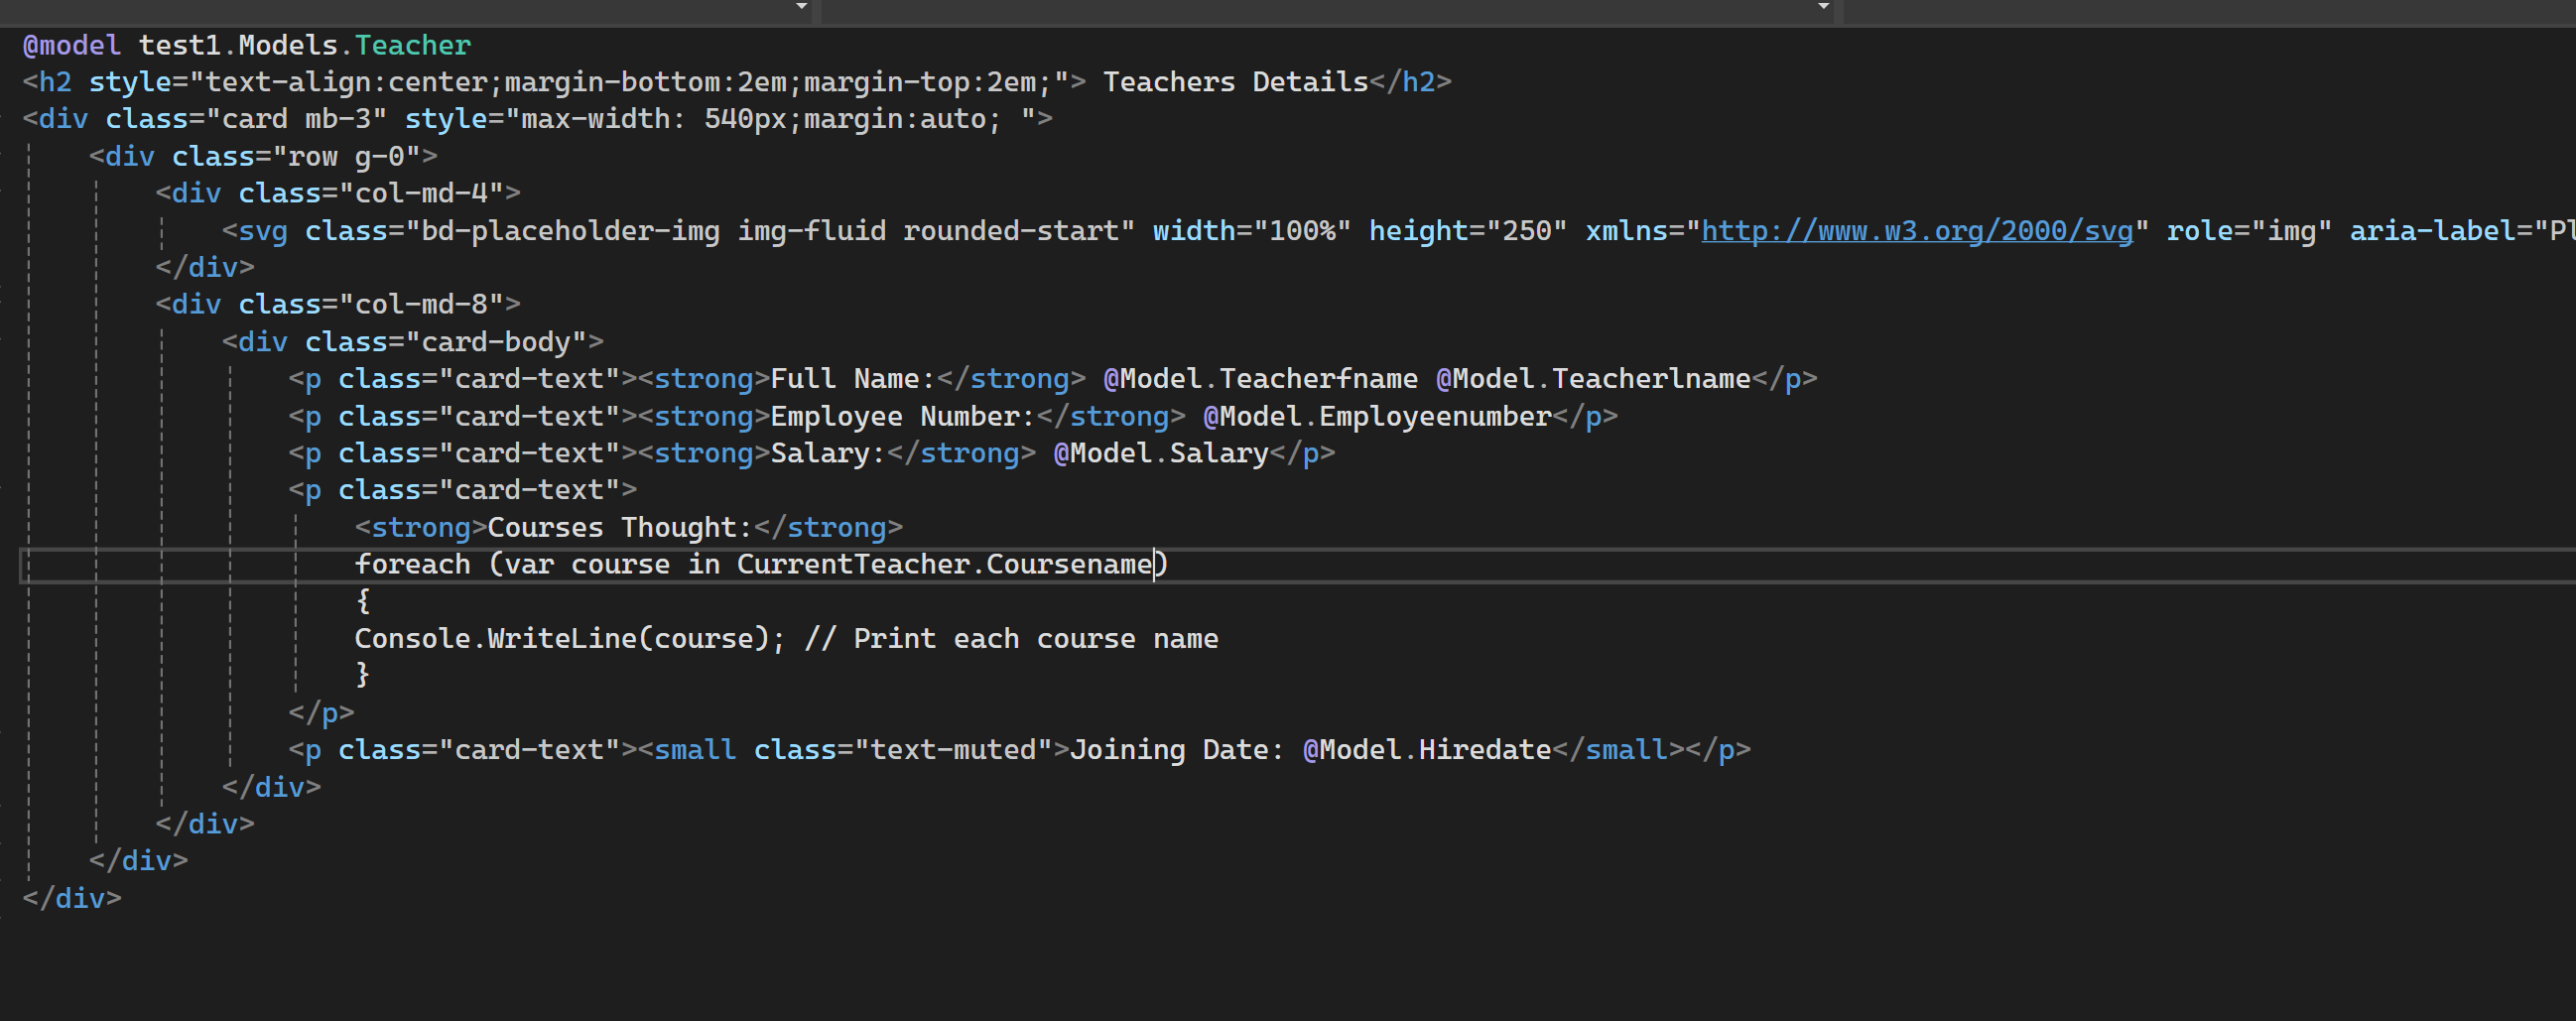 @model test1.Models.Teacher
<h2 style="text-align:center;margin-bottom:2em;margin-top:2em;"> Teachers Details</h2>
<div class="card mb-3" style="max-width: 540px;margin:auto; ">
<div class="row g-0">
<div class="col-md-4">
<svg class="bd-placeholder-img img-fluid rounded-start" width="100%" height="250" xmlns="http://www.w3.org/2000/svg" role="img" aria-label="Pl
</div>
<div class="col-md-8">
<div class="card-body">
<p class="card-text"><strong>Full Name:</strong> @Model.Teacherfname @Model.Teacherlname</p>
<p class="card-text"><strong>Employee Number:</strong> @Model.Employeenumber</p>
<p class="card-text"><strong>Salary:</strong> @Model.Salary</p>
<p class="card-text">
<strong>Courses Thought:</strong>
foreach (var course in CurrentTeacher.Coursename)
{
Console.WriteLine(course); // Print each course name
}
</p>
<p class="card-text"><small class="text-muted">Joining Date: @Model.Hiredate</small></p>
</div>
</div>
</div>
</div>